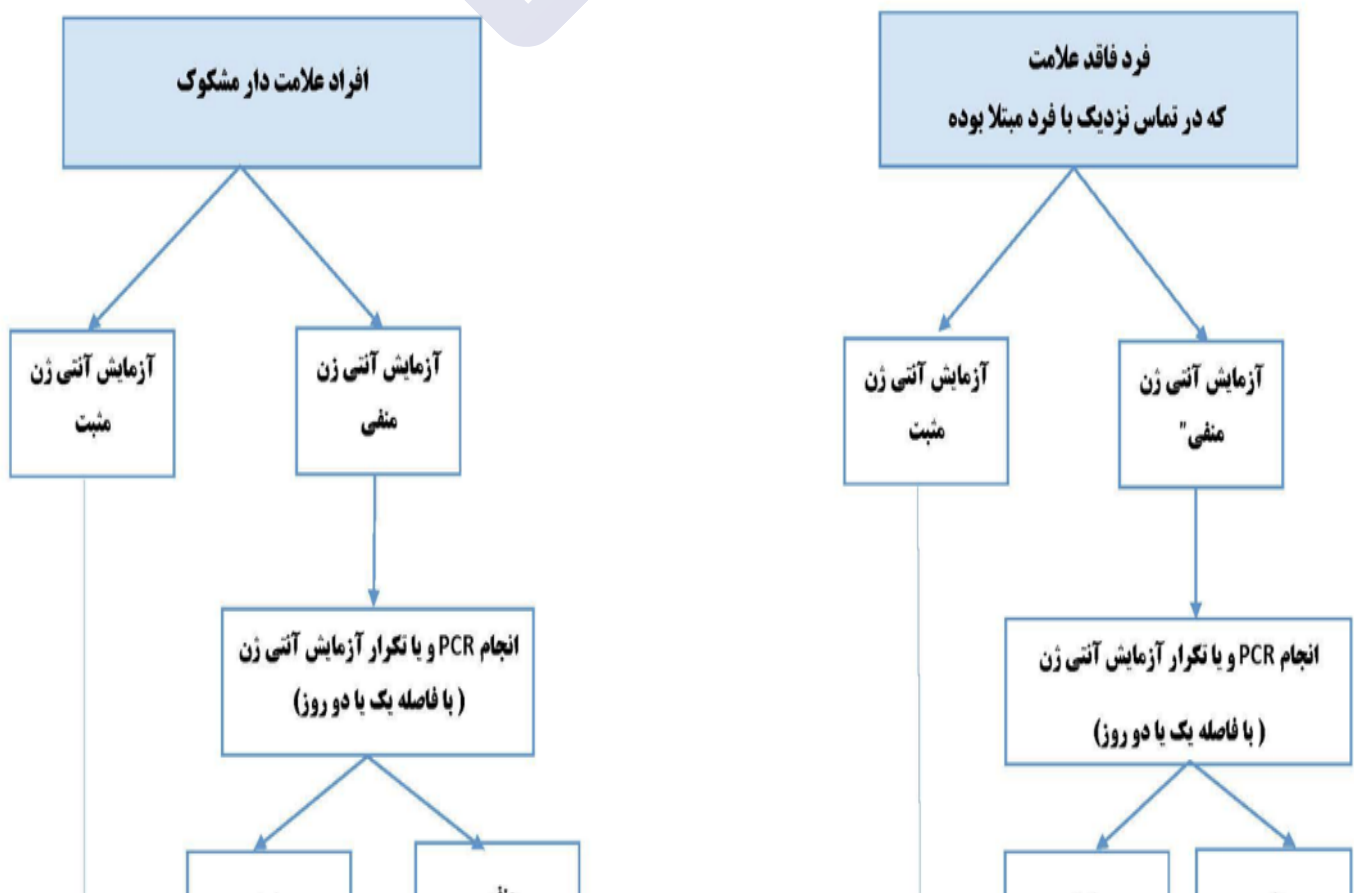 فرد فاقد علامت
که در تماس نزدیک با فرد مبتلا بوده
آزمایش آنتی ژن
منفی"
آزمایش آنتی ژن
مثبت
انجام PCR و یا تکرار آزمایش آنتی ژن
( با فاصله یک یا دو روز)
افراد علامت دار مشکوک
آزمایش آنتی ژن
منفی
آزمایش آنتی ژن
مثبت
انجام PCR و یا تکرار آزمایش آنتی ژن
( با فاصله یک یا دو روز)